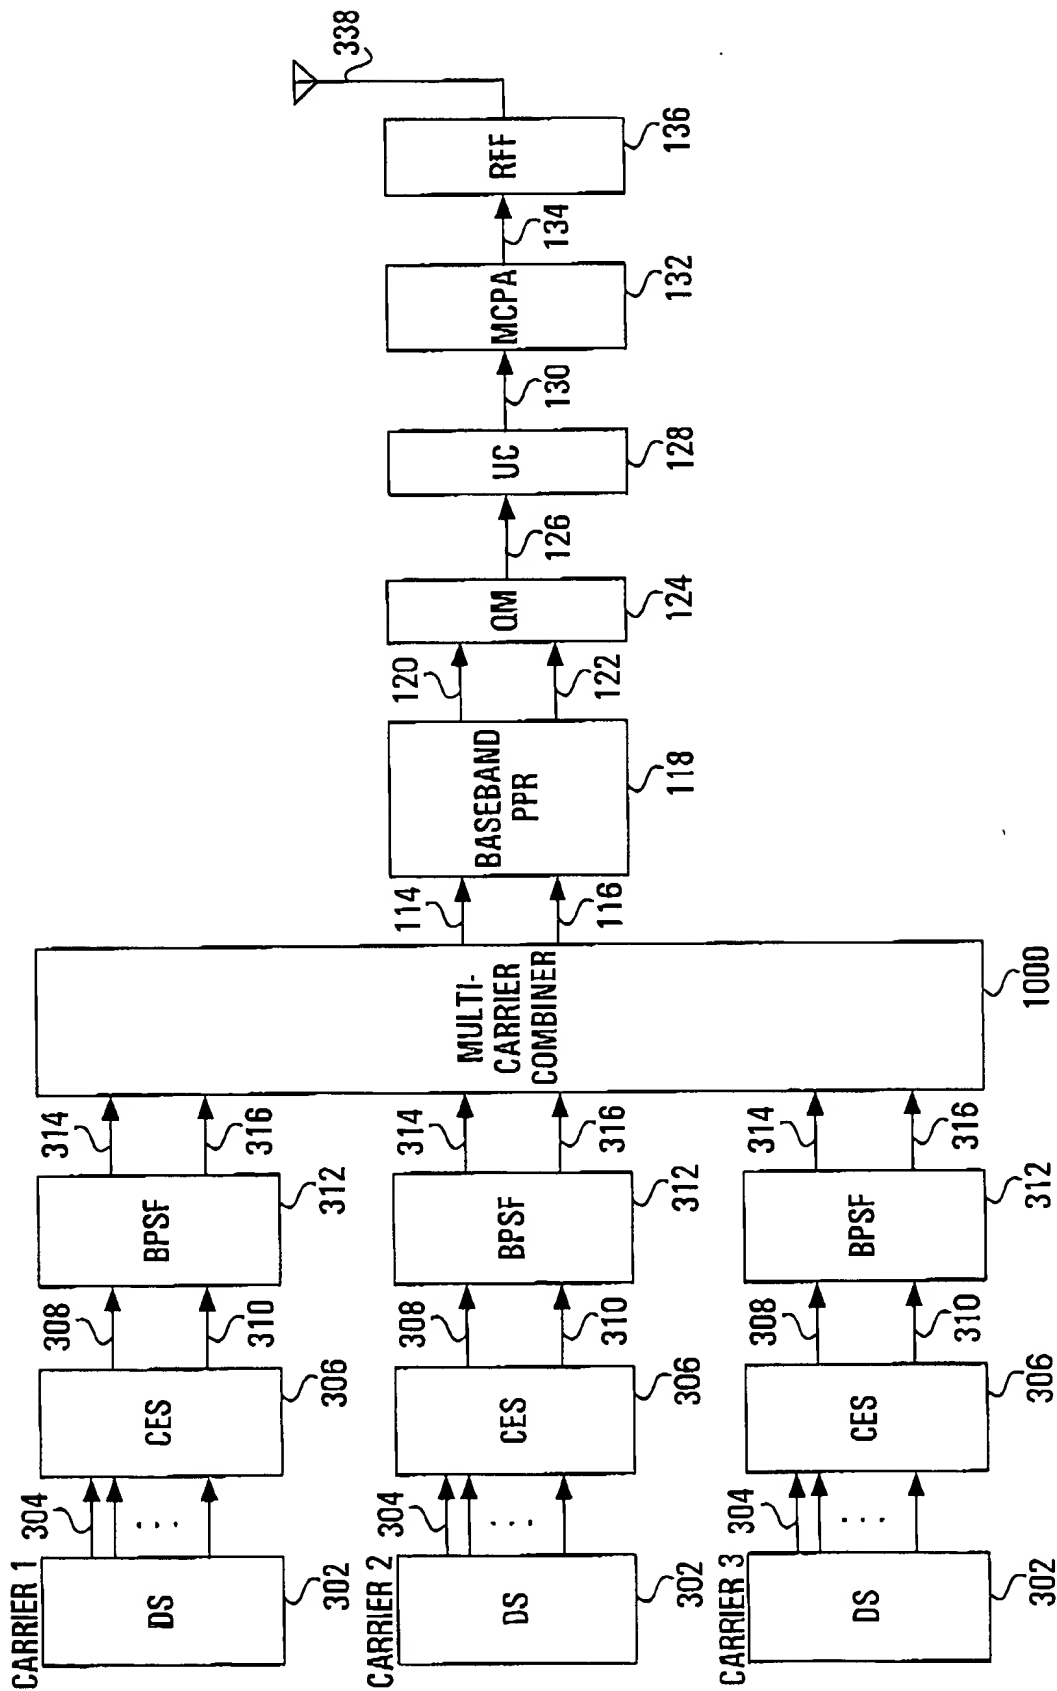 CARRIER 1
DS
302
304
CES
306
308
310
BPSF
312
314
316
CARRIER 2
DS
302
304
CES
306
308
310
BPSF
312
314
316
CARRIER 3
DS
302
304
CES
306
308
310
BPSF
312
314
316
MULTI-
CARRIER
COMBINER
1000
114
116
BASEBAND
PPR
118
120
122
QM
124
126
UC
128
130
MCPA
132
134
RFF
136
338